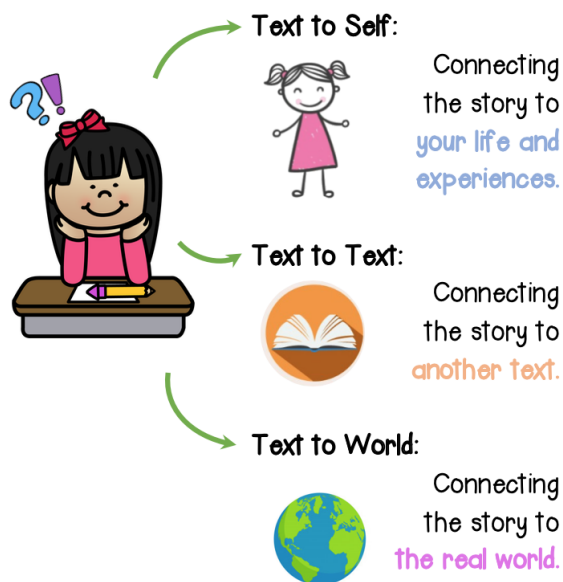 ?!
Text to Self:
Connecting
the story to
your life and
experiences.
Text to Text:
Connecting
the story to
another text.
Text to World:
Connecting
the story to
the real world.